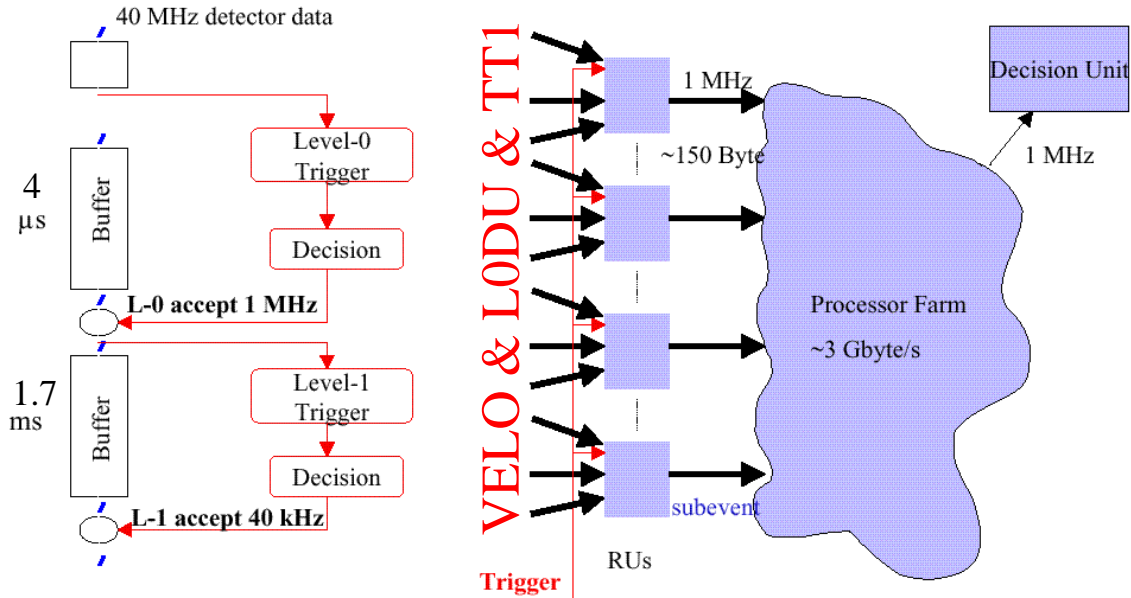 40 MHz detector data
Level-0
Trigger
4
µs
Buffer
Decision
L-0 accept 1 MHz
1.7
ms
Buffer
Level-1
Trigger
Decision
L-1 accept 40 kHz
VELO & L0DU & TT1
1 MHz
~150 Byte
subevent
RUs
Trigger
Processor Farm
~3 Gbyte/s
Decision Unit
1 MHz